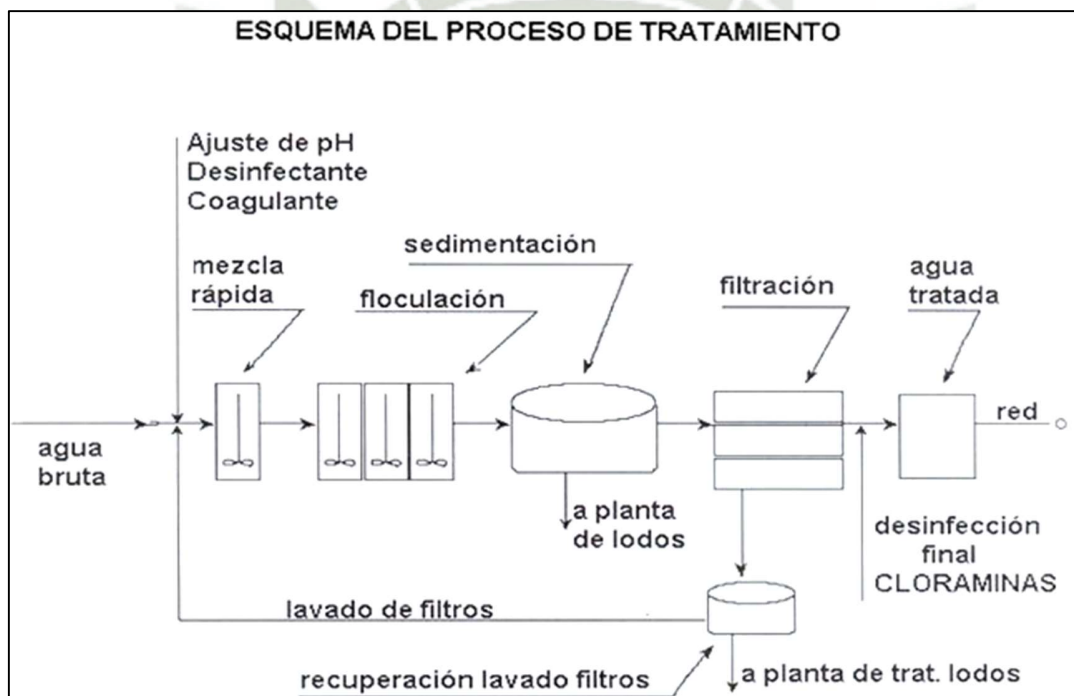 ESQUEMA DEL PROCESO DE TRATAMIENTO
Ajuste de pH
Desinfectante
Coagulante
mezcla
rápida
floculación
sedimentación
filtración
agua
tratada
agua
bruta
red
a planta
de lodos
desinfección
final
CLORAMINAS
lavado de filtros
recuperación lavado filtros
a planta de trat. lodos